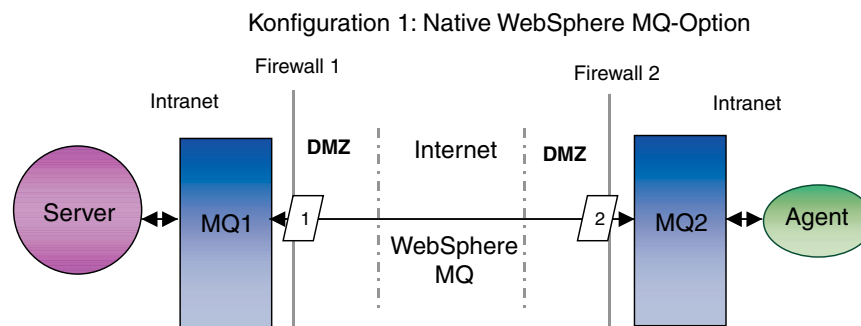 Konfiguration 1: Native WebSphere MQ-Option
Firewall 1
Firewall 2
Intranet
Intranet
DMZ
Internet
DMZ
Server
MQ1
1
2
MQ2
Agent
WebSphere
MQ